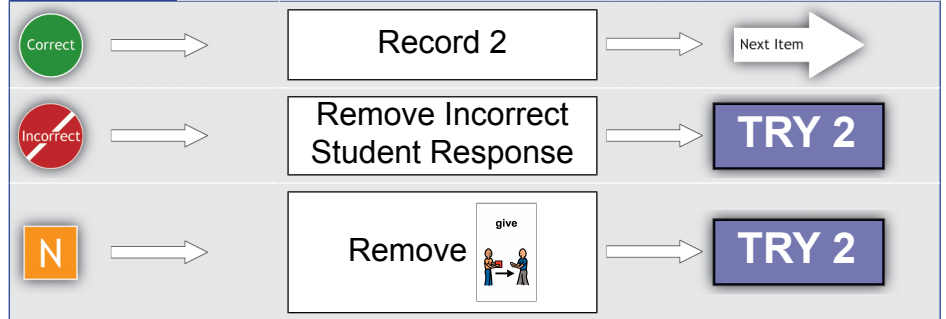 Correct
Record 2
Next Item
Incorrect
Remove Incorrect
Student Response
TRY 2
N
Remove
give
TRY 2